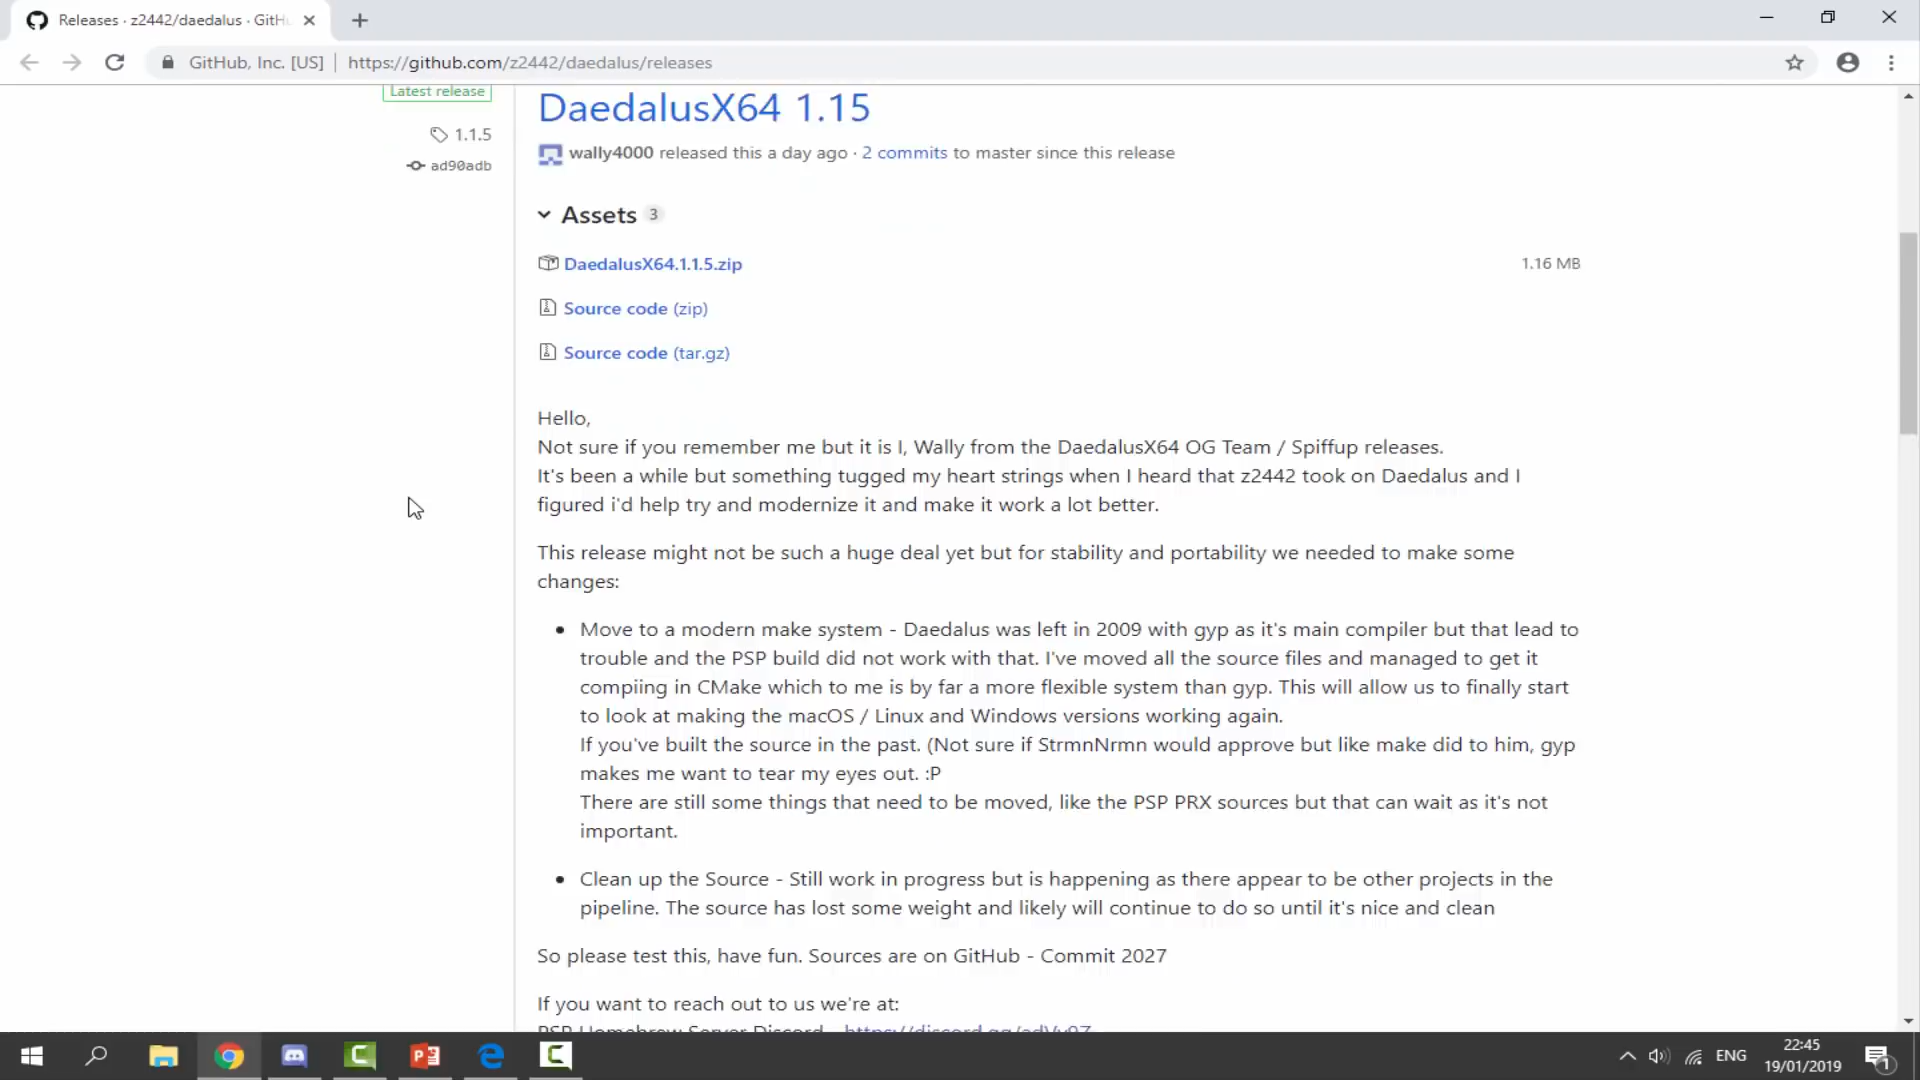 Releases · z2442/daedalus · GitH
GitHub, Inc. [US] | https://github.com/z2442/daedalus/releases
Latest release
1.1.5
ad90adb
DaedalusX64 1.15
wally4000 released this a day ago · 2 commits to master since this release
Assets 3
DaedalusX64.1.1.5.zip 1.16 MB
Source code (zip)
Source code (tar.gz)
Hello,
Not sure if you remember me but it is I, Wally from the DaedalusX64 OG Team / Spiffup releases.
It's been a while but something tugged my heart strings when I heard that z2442 took on Daedalus and I
figured i'd help try and modernize it and make it work a lot better.
This release might not be such a huge deal yet but for stability and portability we needed to make some
changes:
• Move to a modern make system - Daedalus was left in 2009 with gyp as it's main compiler but that lead to
trouble and the PSP build did not work with that. I've moved all the source files and managed to get it
compiing in CMake which to me is by far a more flexible system than gyp. This will allow us to finally start
to look at making the macOS / Linux and Windows versions working again.
If you've built the source in the past. (Not sure if StrmnNrmn would approve but like make did to him, gyp
makes me want to tear my eyes out. :P
There are still some things that need to be moved, like the PSP PRX sources but that can wait as it's not
important.
• Clean up the Source - Still work in progress but is happening as there appear to be other projects in the
pipeline. The source has lost some weight and likely will continue to do so until it's nice and clean
So please test this, have fun. Sources are on GitHub - Commit 2027
If you want to reach out to us we're at:
PSP Homebrew Server Discord -
ENG
22:45
19/01/2019
1